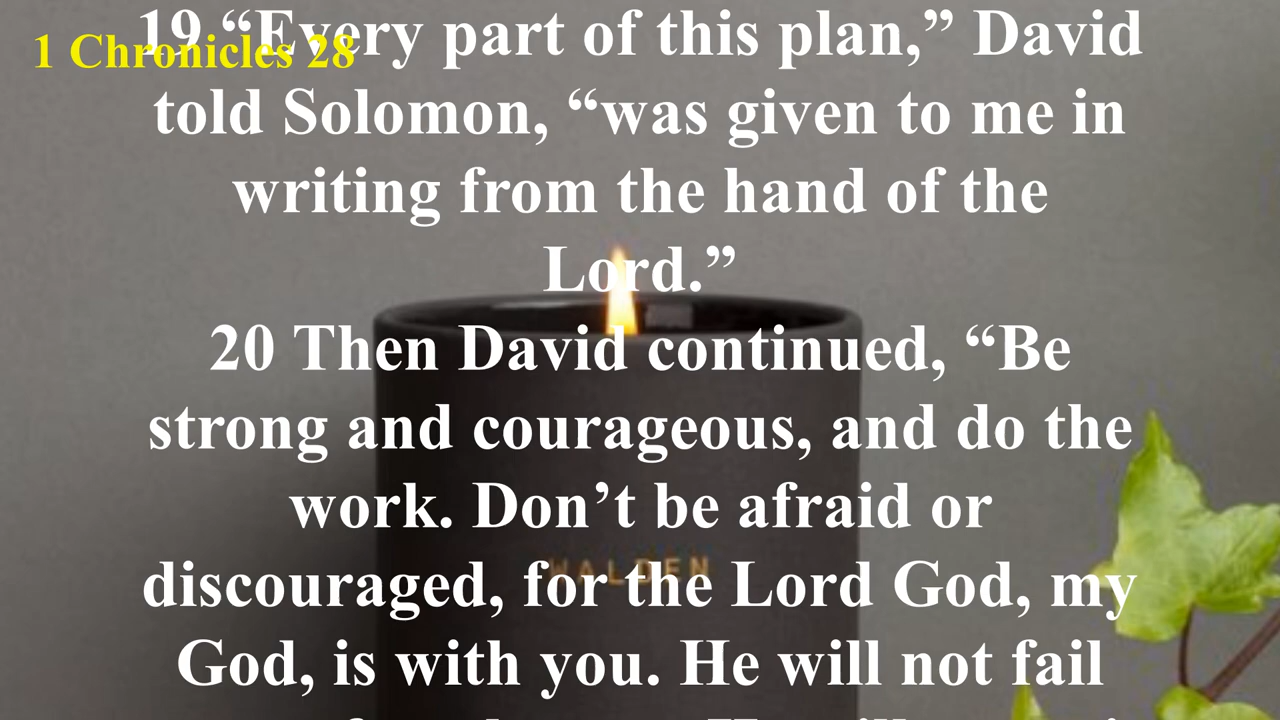 1 Chronicles 28
19 “Every part of this plan,” David
told Solomon, “was given to me in
writing from the hand of the
Lord.”
20 Then David continued, “Be
strong and courageous, and do the
work. Don’t be afraid or
discouraged, for the Lord God, my
God, is with you. He will not fail
WALDEN